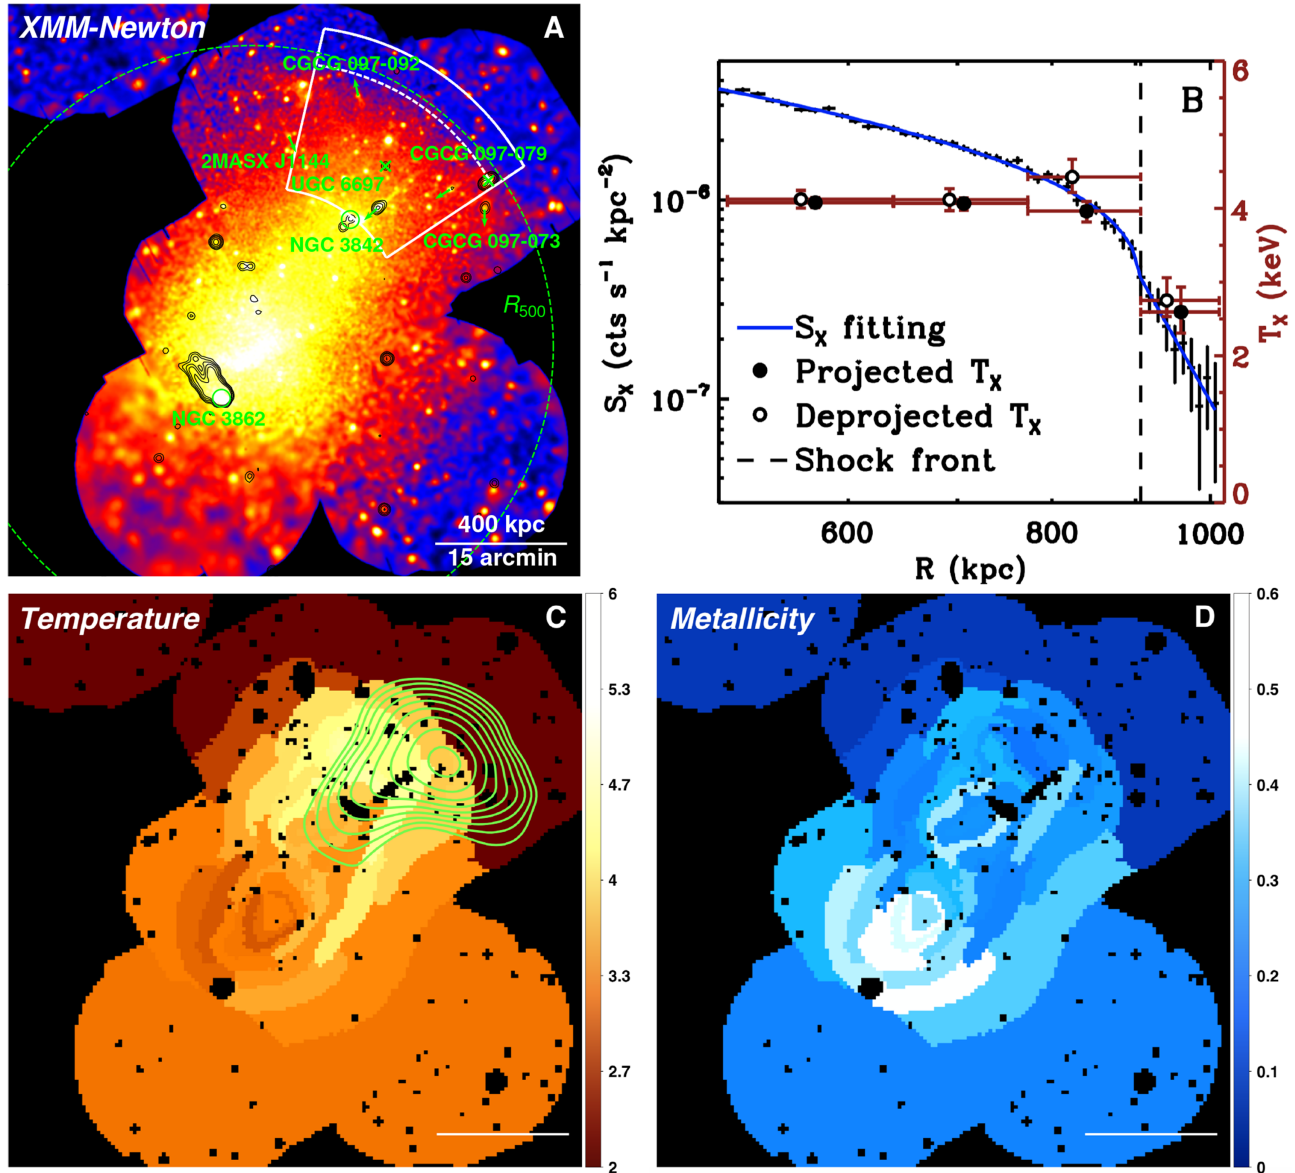 XMM-Newton
A
CGCG 097-092
2MASX J1144
CGCG 097-079
UGC 6697
NGC 3842
CGCG 097-073
R500
NGC 3862
400 kpc
15 arcmin
B
10⁻⁶
10⁻⁷
Sₓ (cts s⁻¹ kpc⁻²)
Sₓ fitting
Projected Tₓ
Deprojected Tₓ
Shock front
6
4
2
0
Tₓ (keV)
600
800
1000
R (kpc)
Temperature
C
6
5.3
4.7
4
3.3
2.7
2
Metallicity
D
0.6
0.5
0.4
0.3
0.2
0.1
0